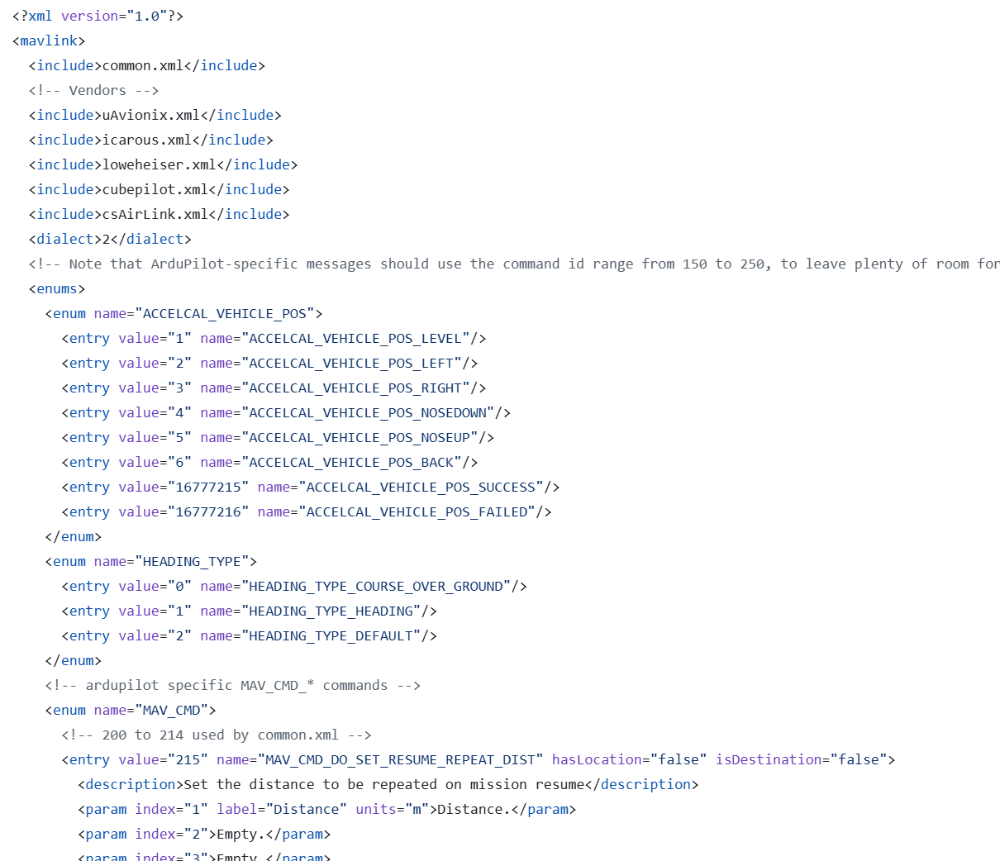 <?xml version="1.0"?>
<mavlink>
  <include>common.xml</include>
  <!-- Vendors -->
  <include>uAvionix.xml</include>
  <include>icarous.xml</include>
  <include>loweheiser.xml</include>
  <include>cubepilot.xml</include>
  <include>csAirLink.xml</include>
  <dialect>2</dialect>
  <!-- Note that ArduPilot-specific messages should use the command id range from 150 to 250, to leave plenty of room for
  <enums>
    <enum name="ACCELCAL_VEHICLE_POS">
      <entry value="1" name="ACCELCAL_VEHICLE_POS_LEVEL"/>
      <entry value="2" name="ACCELCAL_VEHICLE_POS_LEFT"/>
      <entry value="3" name="ACCELCAL_VEHICLE_POS_RIGHT"/>
      <entry value="4" name="ACCELCAL_VEHICLE_POS_NOSEDOWN"/>
      <entry value="5" name="ACCELCAL_VEHICLE_POS_NOSEUP"/>
      <entry value="6" name="ACCELCAL_VEHICLE_POS_BACK"/>
      <entry value="16777215" name="ACCELCAL_VEHICLE_POS_SUCCESS"/>
      <entry value="16777216" name="ACCELCAL_VEHICLE_POS_FAILED"/>
    </enum>
    <enum name="HEADING_TYPE">
      <entry value="0" name="HEADING_TYPE_COURSE_OVER_GROUND"/>
      <entry value="1" name="HEADING_TYPE_HEADING"/>
      <entry value="2" name="HEADING_TYPE_DEFAULT"/>
    </enum>
    <!-- ardupilot specific MAV_CMD_* commands -->
    <enum name="MAV_CMD">
      <!-- 200 to 214 used by common.xml -->
      <entry value="215" name="MAV_CMD_DO_SET_RESUME_REPEAT_DIST" hasLocation="false" isDestination="false">
        <description>Set the distance to be repeated on mission resume</description>
        <param index="1" label="Distance" units="m">Distance.</param>
        <param index="2">Empty.</param>
        <param index="3">Empty.</param>